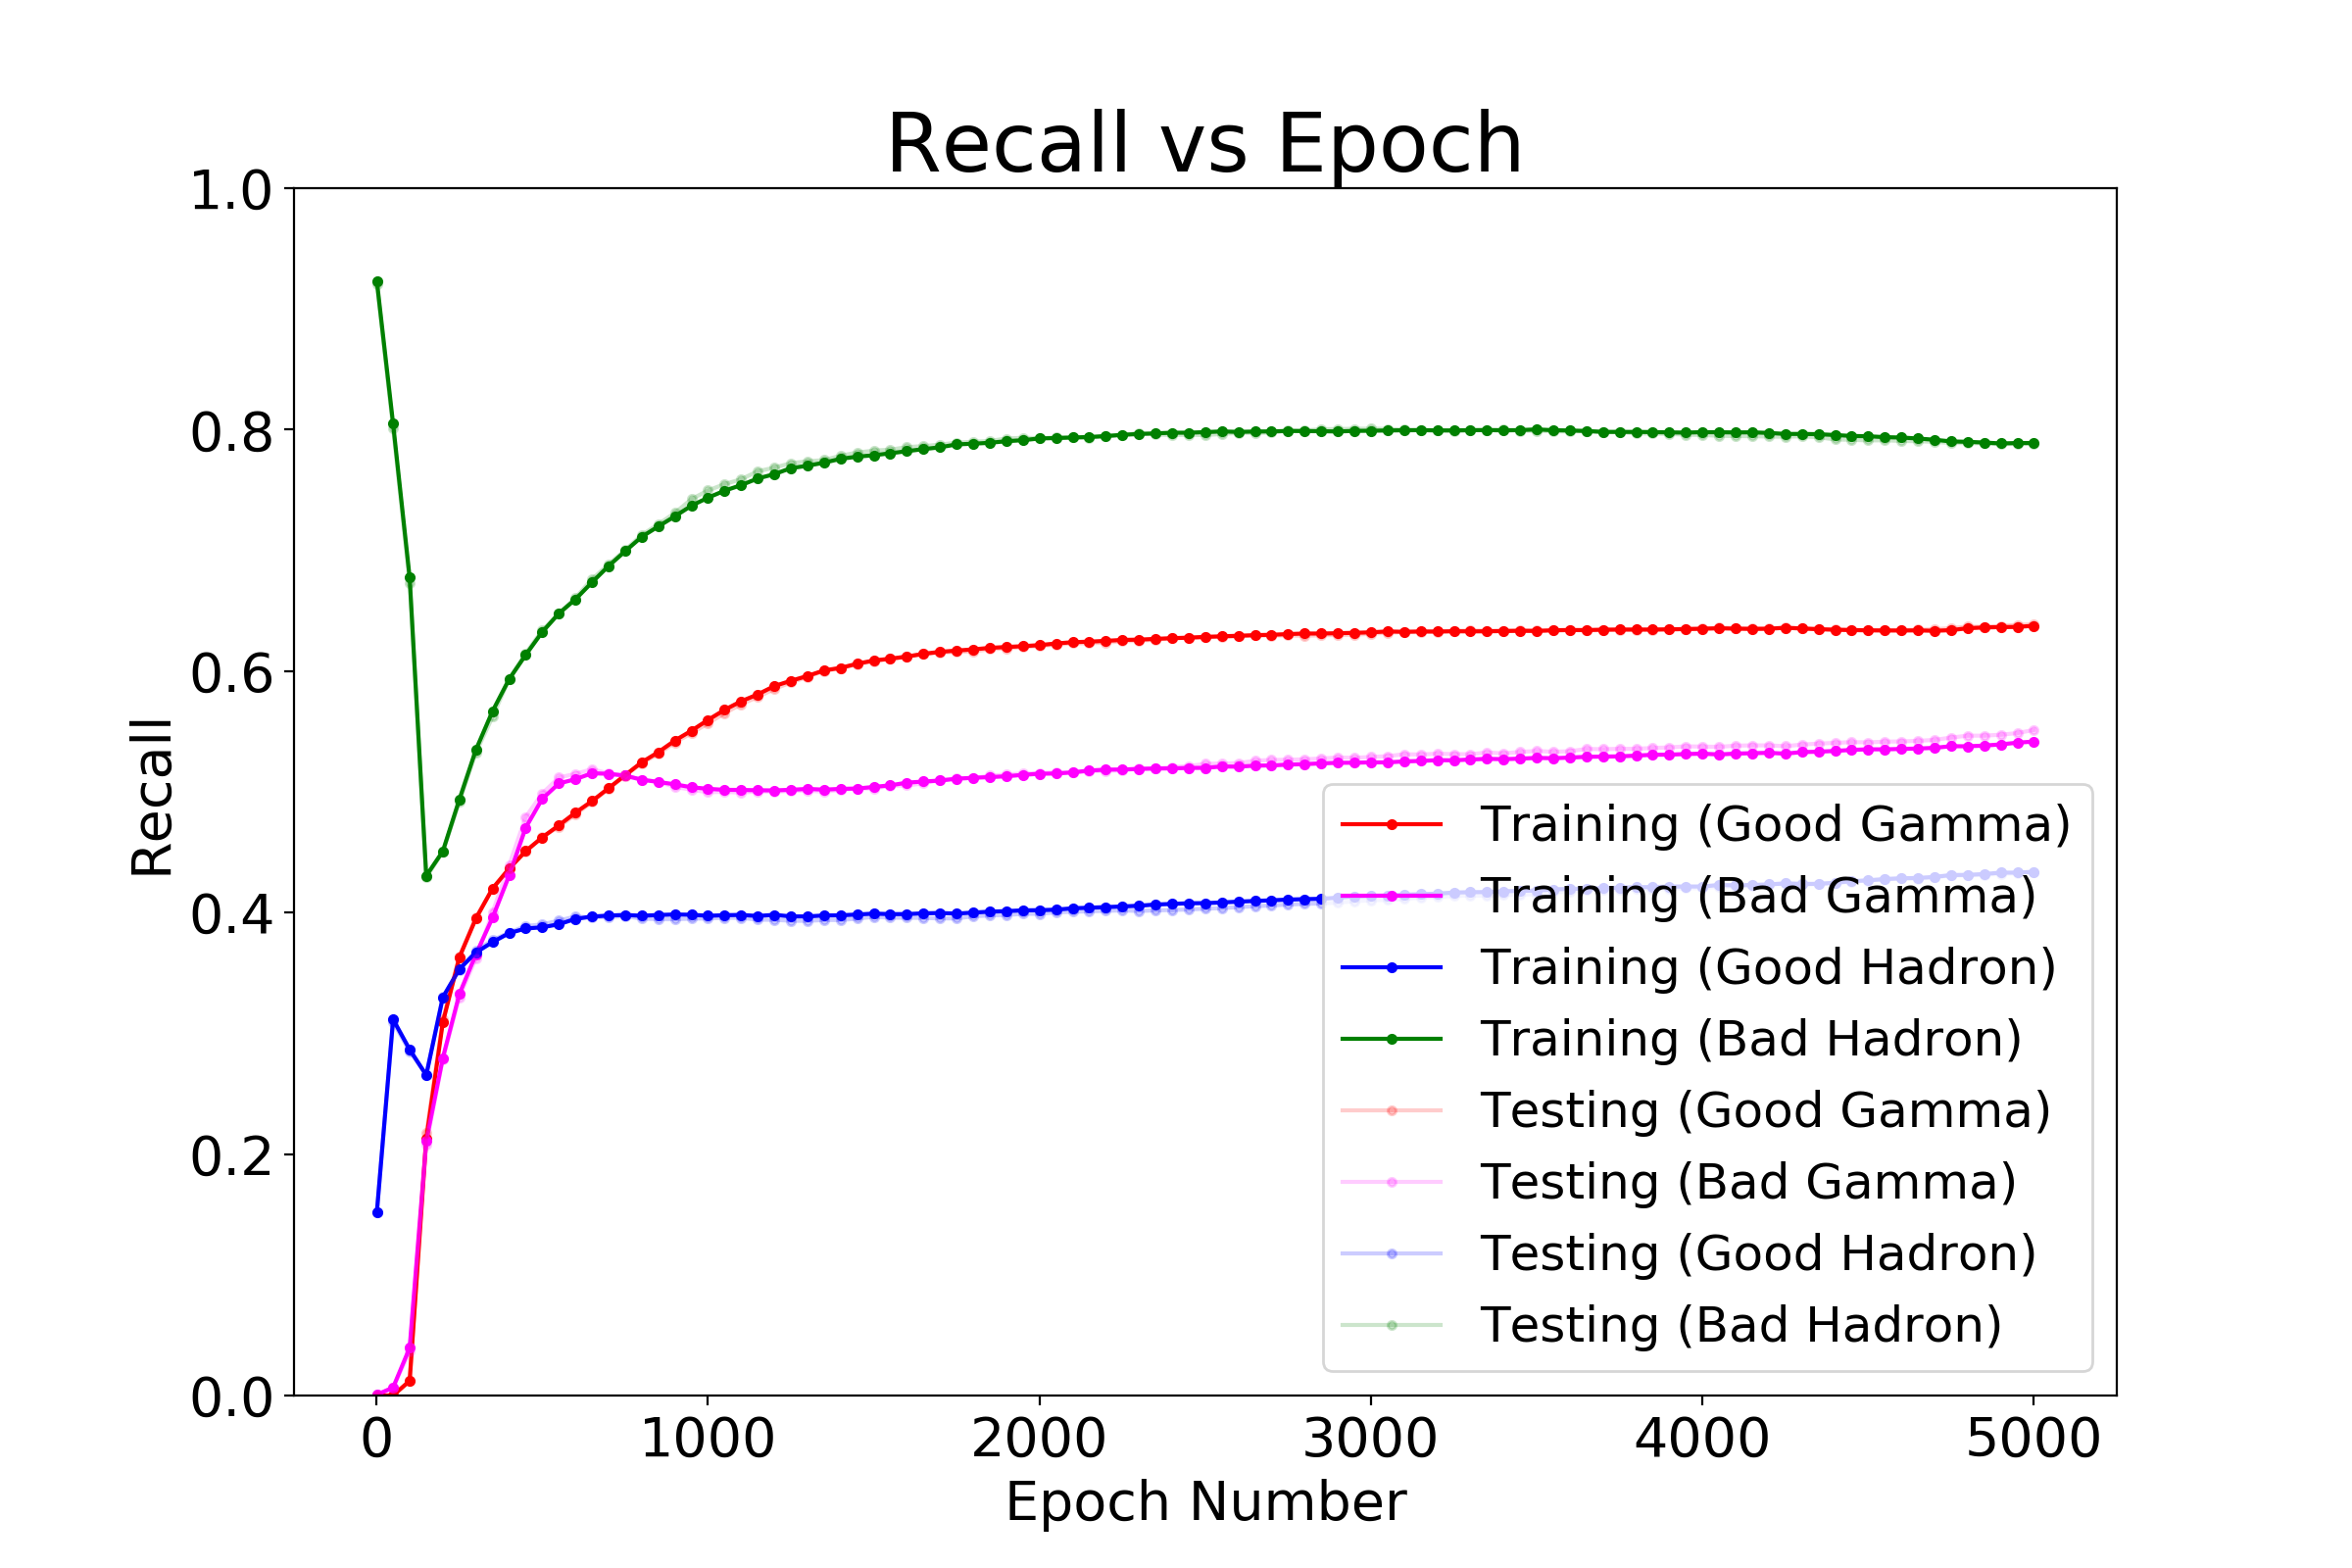 Recall vs Epoch
1.0
0.8
0.6
0.4
0.2
0.0
Recall
Training (Good Gamma)
Training (Bad Gamma)
Training (Good Hadron)
Training (Bad Hadron)
Testing (Good Gamma)
Testing (Bad Gamma)
Testing (Good Hadron)
Testing (Bad Hadron)
0 1000 2000 3000 4000 5000
Epoch Number